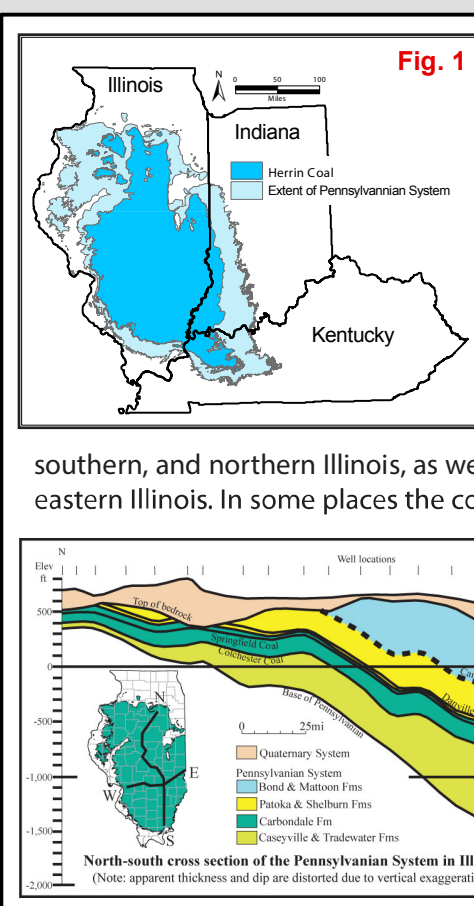 Fig. 1
Illinois
N
0 50 100
Miles
Indiana
Herrin Coal
Extent of Pennsylvannian System
Kentucky
southern, and northern Illinois, as we
eastern Illinois. In some places the co
N
Elev
ft
Well locations
500
Top of bedrock
Springfield Coal
Colchester Coal
Danville
0
Base of Pennsylvanian
N
E
W
S
0 25mi
-500
-1,000
-1,500
-2,000
Quaternary System
Pennsylvanian System
Bond & Mattoon Fms
Patoka & Shelburn Fms
Carbondale Fm
Caseyville & Tradewater Fms
North-south cross section of the Pennsylvanian System in Ill
(Note: apparent thickness and dip are distorted due to vertical exaggerati